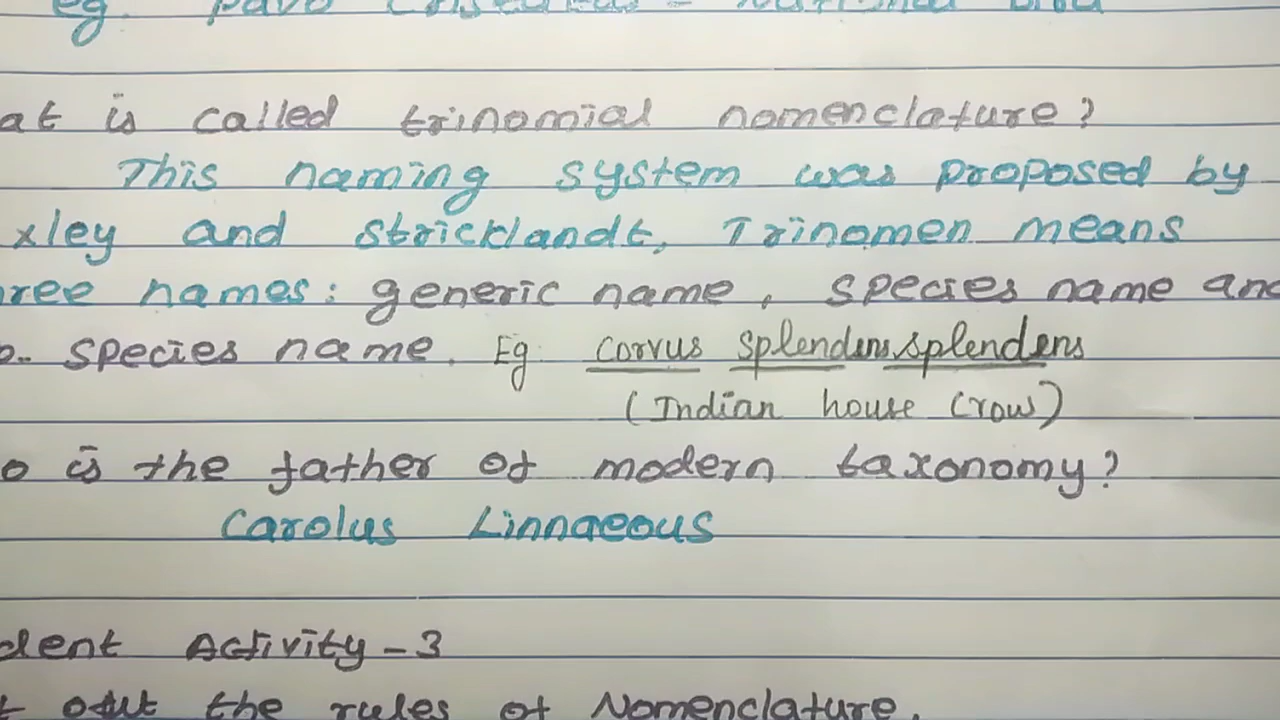 eg.
at is called trinomial nomenclature?
This naming system was proposed by
xley and stricklandt, Trinomen means
ree names: generic name, species name and
species name. Eg: corvus splendens splendens
(Indian house crow)
o is the father of modern taxonomy?
Carolus Linnaeous
dent Activity-3
t out the rules of Nomenclature.